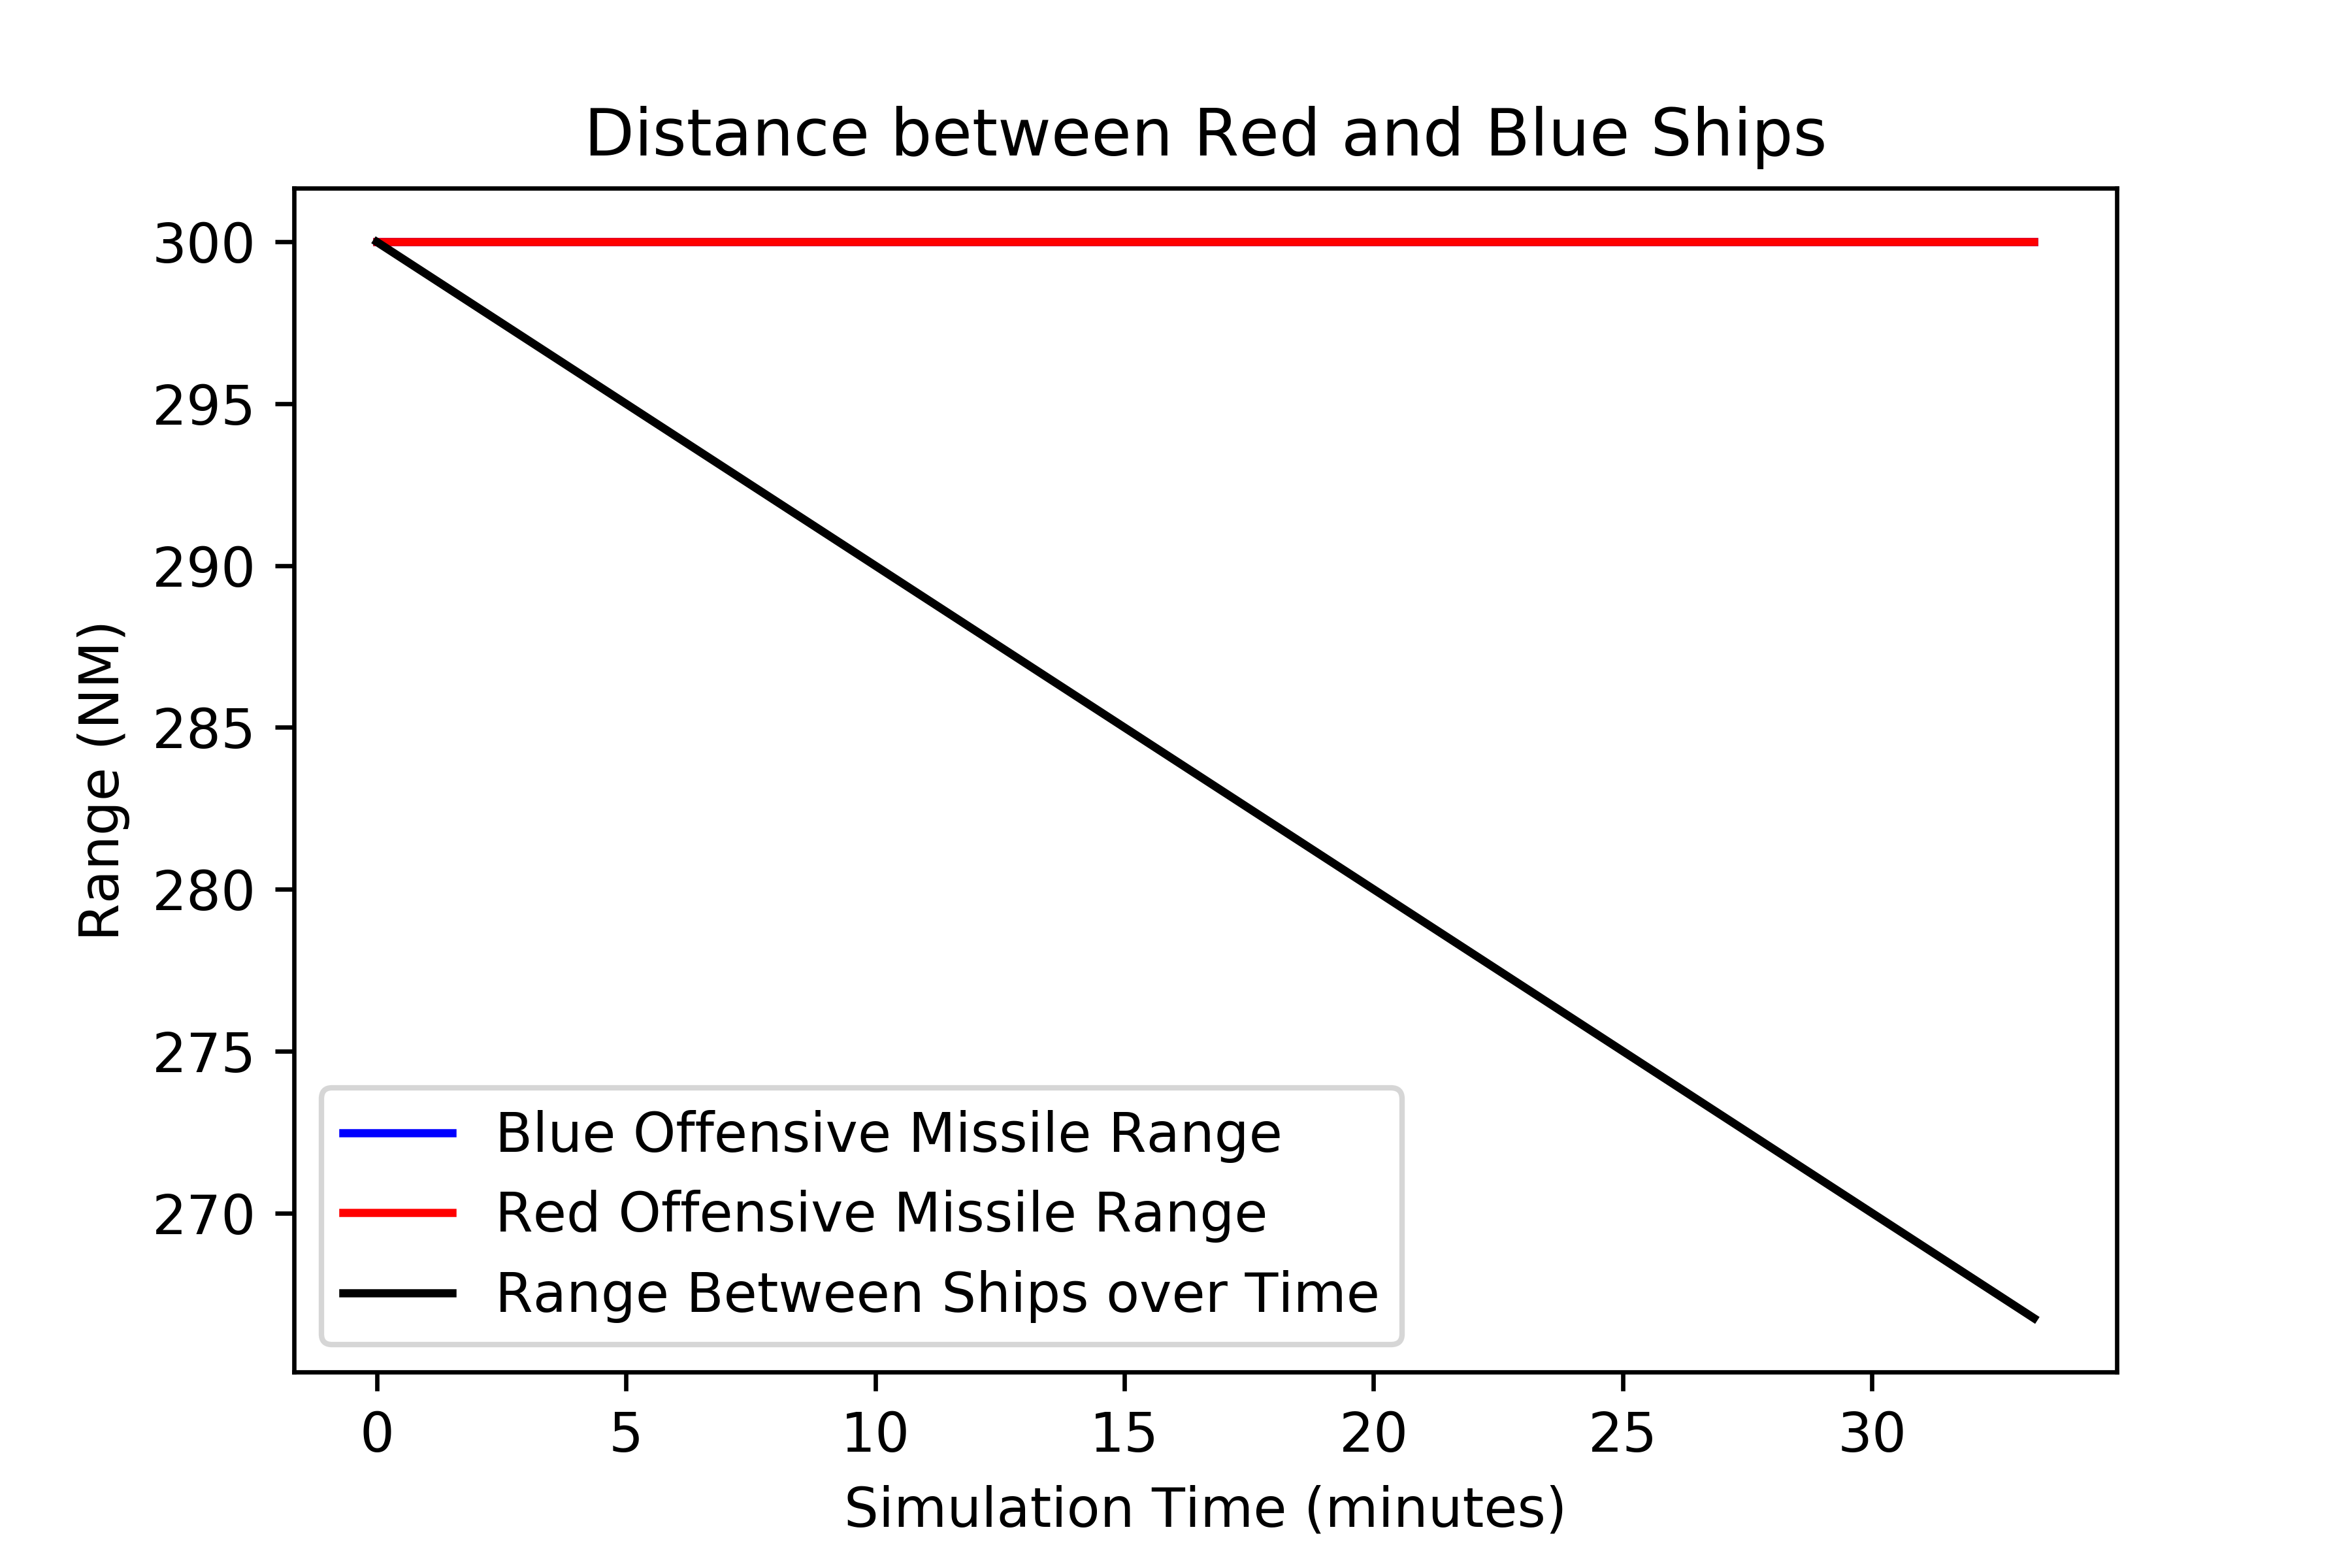 Distance between Red and Blue Ships
300
295
290
285
280
275
270
Range (NM)
Blue Offensive Missile Range
Red Offensive Missile Range
Range Between Ships over Time
0 5 10 15 20 25 30
Simulation Time (minutes)